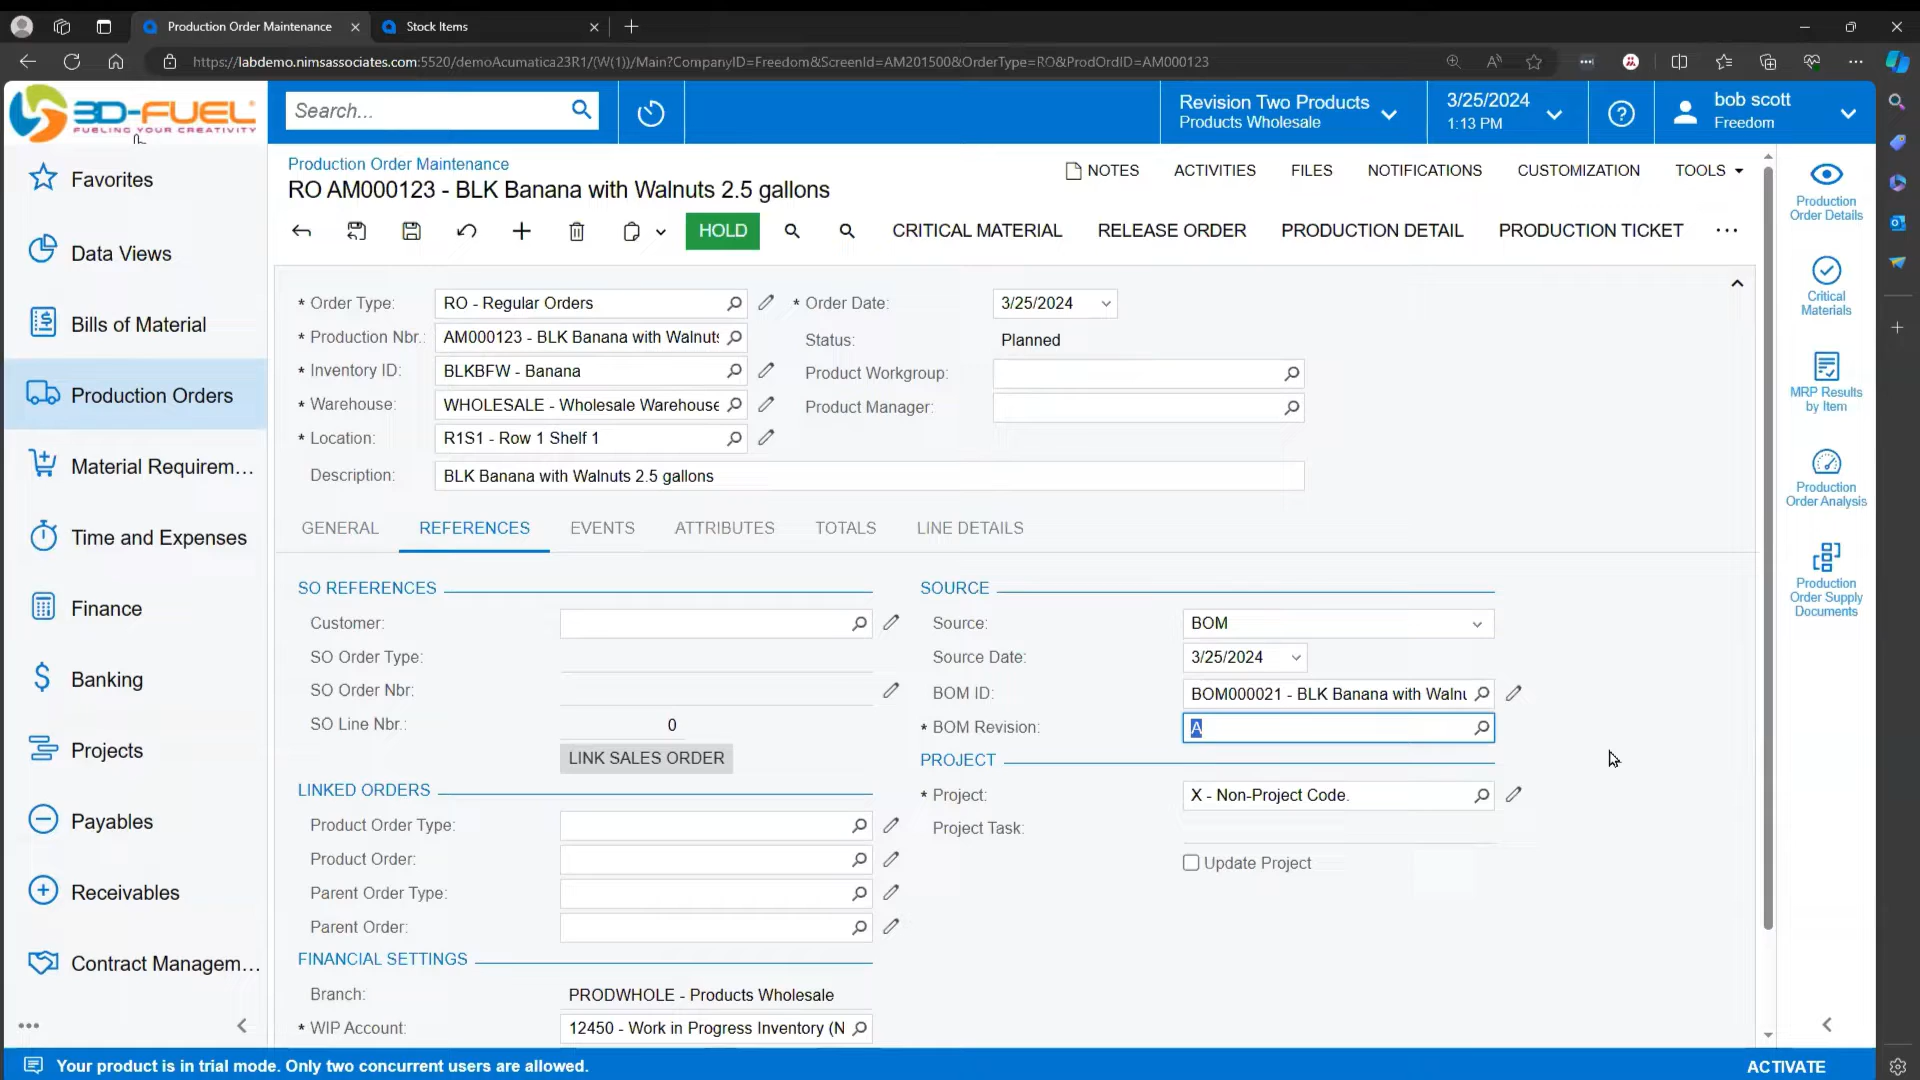 Production Order Maintenance
Stock Items
https://labdemo.nimsassociates.com:5520/demoAcumatica23R1/(W(1))/Main?CompanyID=Freedom&ScreenId=AM201500&OrderType=RO&ProdOrdID=AM000123
3D-FUEL
FUELING YOUR CREATIVITY
Search...
Revision Two Products
Products Wholesale
3/25/2024
1:13 PM
bob scott
Freedom
Favorites
Data Views
Bills of Material
Production Orders
Material Requirem...
Time and Expenses
Finance
Banking
Projects
Payables
Receivables
Contract Managem...
Production Order Maintenance
RO AM000123 - BLK Banana with Walnuts 2.5 gallons
NOTES
ACTIVITIES
FILES
NOTIFICATIONS
CUSTOMIZATION
TOOLS
HOLD
CRITICAL MATERIAL
RELEASE ORDER
PRODUCTION DETAIL
PRODUCTION TICKET
* Order Type: RO - Regular Orders
* Production Nbr.: AM000123 - BLK Banana with Walnuts
* Inventory ID: BLKBFW - Banana
* Warehouse: WHOLESALE - Wholesale Warehouse
* Location: R1S1 - Row 1 Shelf 1
Description: BLK Banana with Walnuts 2.5 gallons
* Order Date: 3/25/2024
Status: Planned
Product Workgroup:
Product Manager:
GENERAL
REFERENCES
EVENTS
ATTRIBUTES
TOTALS
LINE DETAILS
SO REFERENCES
Customer:
SO Order Type:
SO Order Nbr:
SO Line Nbr.: 0
LINK SALES ORDER
LINKED ORDERS
Product Order Type:
Product Order:
Parent Order Type:
Parent Order:
FINANCIAL SETTINGS
Branch: PRODWHOLE - Products Wholesale
* WIP Account: 12450 - Work in Progress Inventory (N
SOURCE
Source: BOM
Source Date: 3/25/2024
BOM ID: BOM000021 - BLK Banana with Walnu
* BOM Revision: A
PROJECT
* Project: X - Non-Project Code.
Project Task:
Update Project
Production
Order Details
Critical
Materials
MRP Results
by Item
Production
Order Analysis
Production
Order Supply
Documents
Your product is in trial mode. Only two concurrent users are allowed.
ACTIVATE